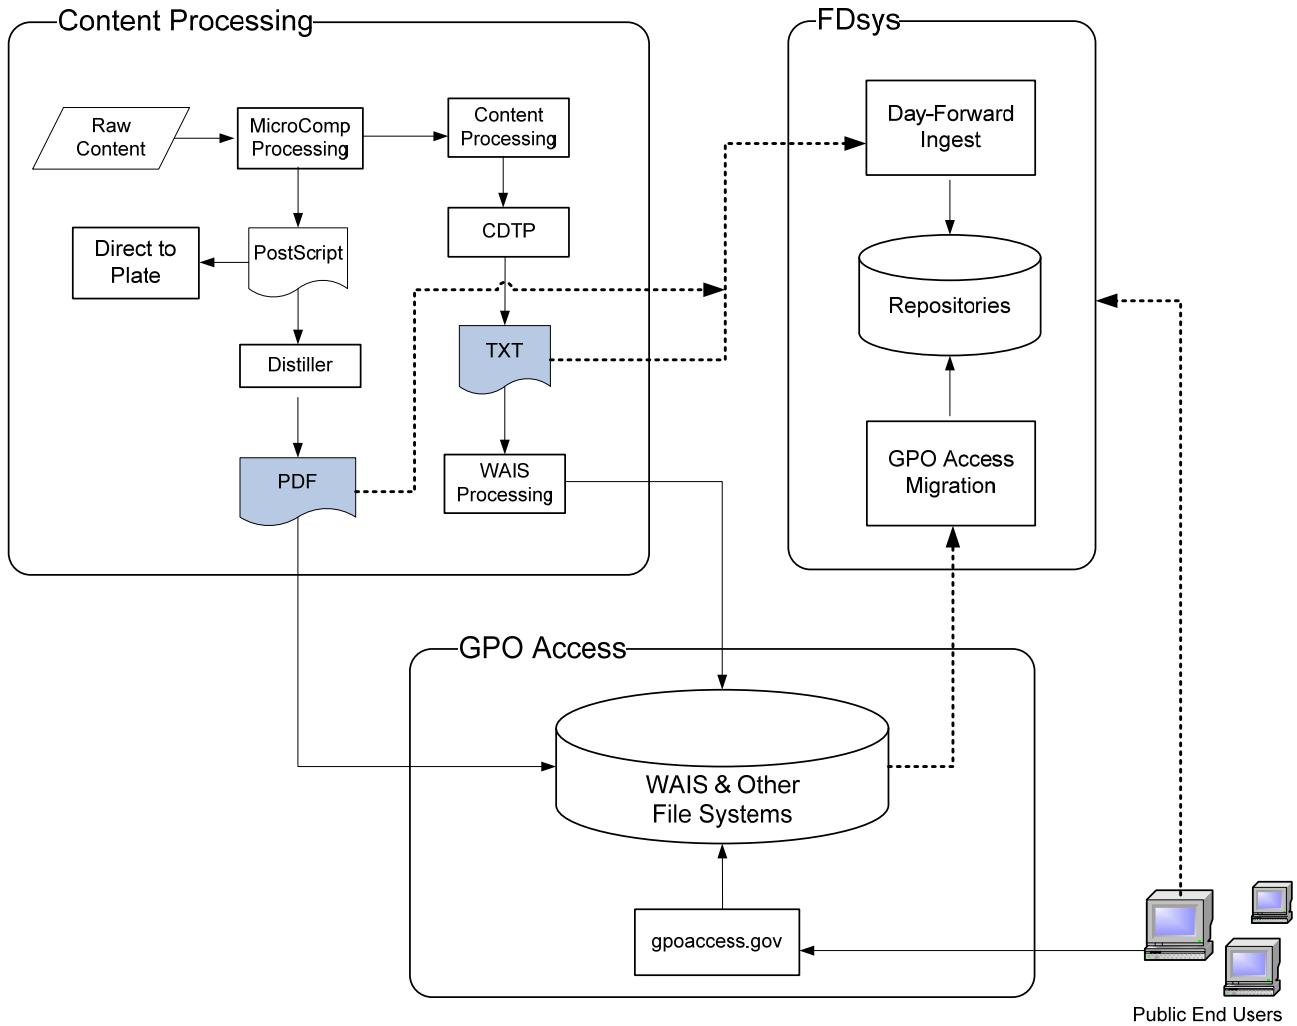 Content Processing
FDsys
Raw
Content
MicroComp
Processing
Content
Processing
Day-Forward
Ingest
Direct to
Plate
PostScript
CDTP
Repositories
Distiller
TXT
PDF
WAIS
Processing
GPO Access
Migration
GPO Access
WAIS & Other
File Systems
gpoaccess.gov
Public End Users